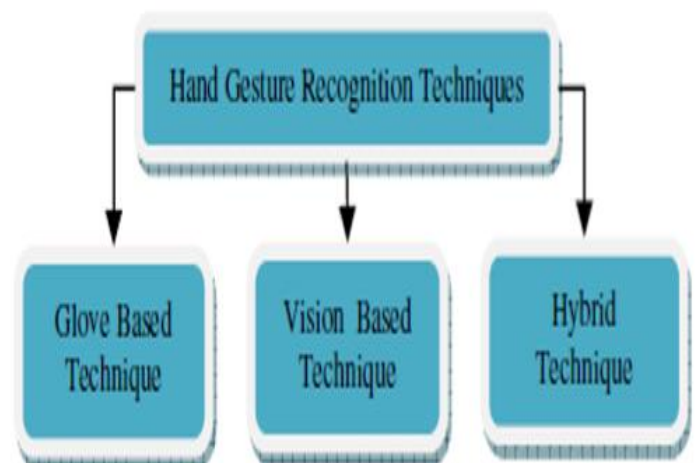 Hand Gesture Recognition Techniques
Glove Based
Technique
Vision Based
Technique
Hybrid
Technique